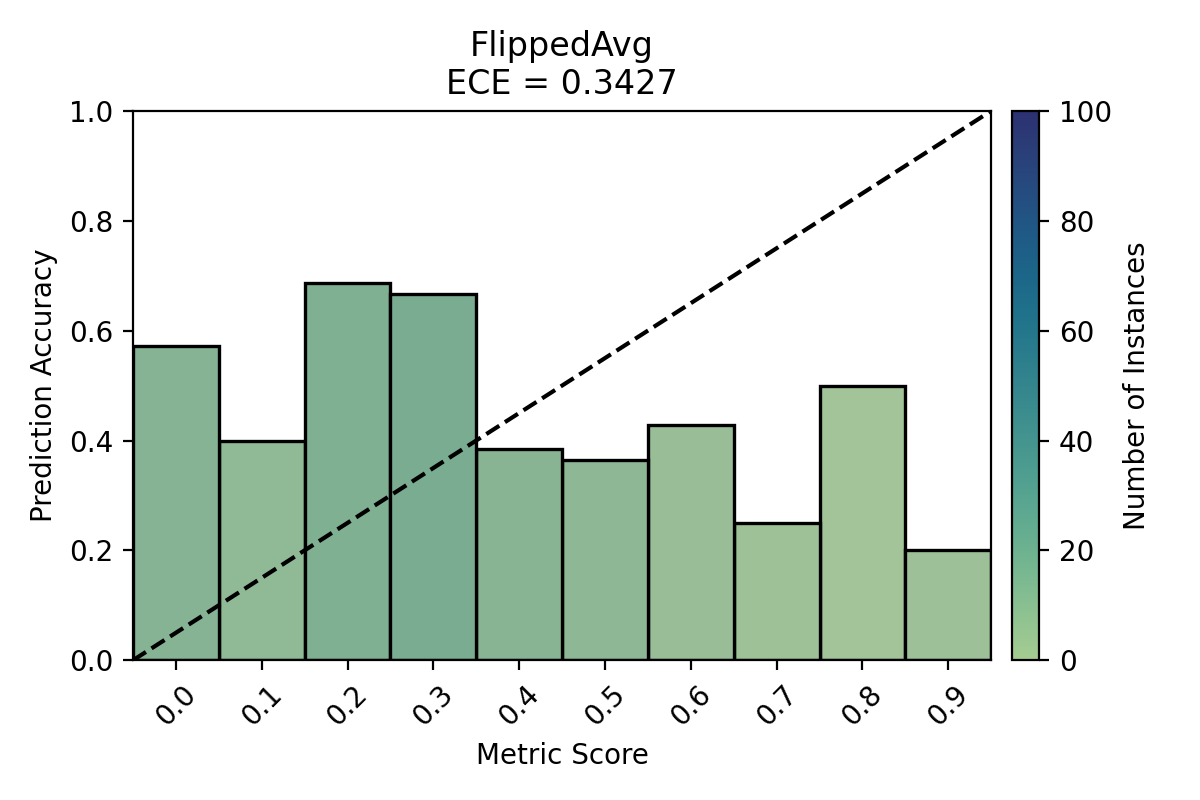 FlippedAvg
ECE = 0.3427
1.0
0.8
0.6
0.4
0.2
0.0
Prediction Accuracy
0.0 0.1 0.2 0.3 0.4 0.5 0.6 0.7 0.8 0.9
Metric Score
100
80
60
40
20
0
Number of Instances